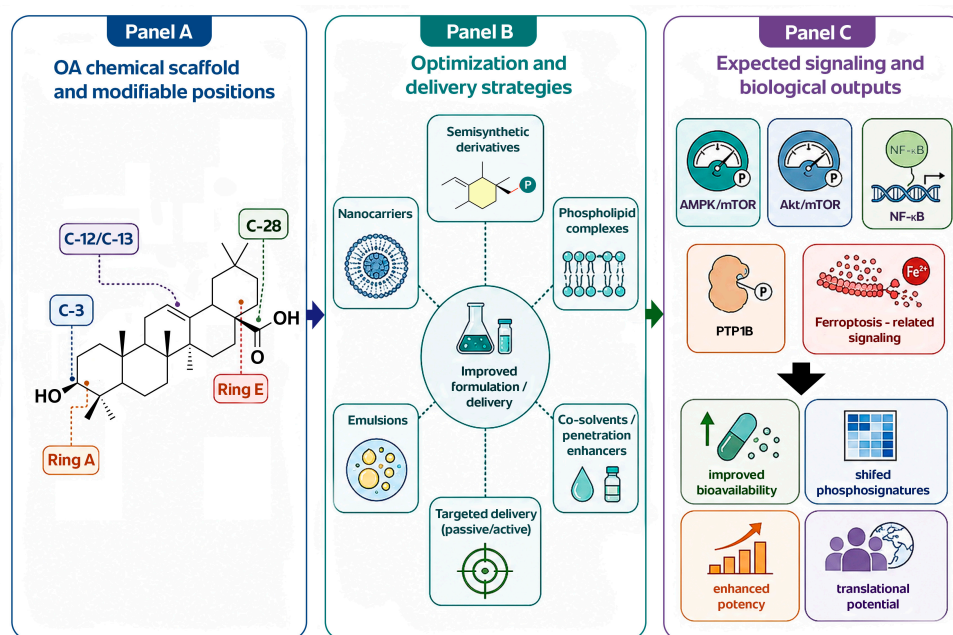 Panel A
OA chemical scaffold
and modifiable positions
C-12/C-13
C-28
C-3
OH
O
HO
Ring E
Ring A
Panel B
Optimization and
delivery strategies
Semisynthetic
derivatives
P
Nanocarriers
Phospholipid
complexes
Improved
formulation /
delivery
Emulsions
Co-solvents /
penetration
enhancers
Targeted delivery
(passive/active)
Panel C
Expected signaling and
biological outputs
P
AMPK/mTOR
P
Akt/mTOR
NF-κB
NF-κB
P
PTP1B
Fe2+
Ferroptosis - related
signaling
improved
bioavailability
shifed
phosphosignatures
enhanced
potency
translational
potential